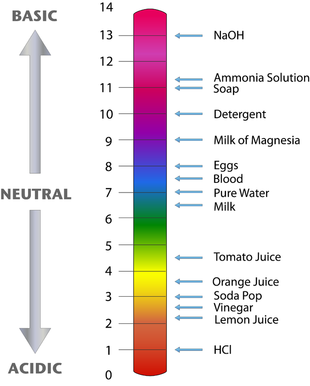 14
BASIC
13 NaOH
12
Ammonia Solution
11 Soap
10 Detergent
9 Milk of Magnesia
8 Eggs
Blood
NEUTRAL 7 Pure Water
Milk
6
5
Tomato Juice
4
Orange Juice
3 Soda Pop
Vinegar
2 Lemon Juice
1 HCl
ACIDIC
0